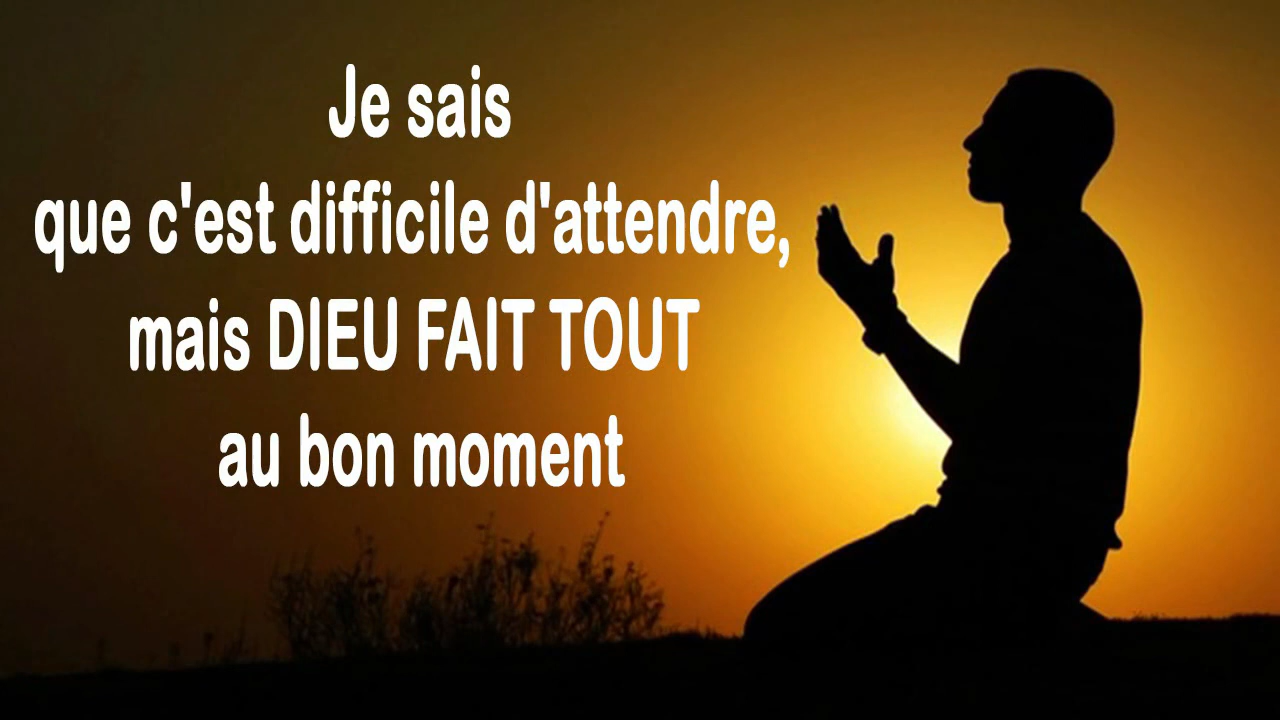 Je sais
que c'est difficile d'attendre,
mais DIEU FAIT TOUT
au bon moment